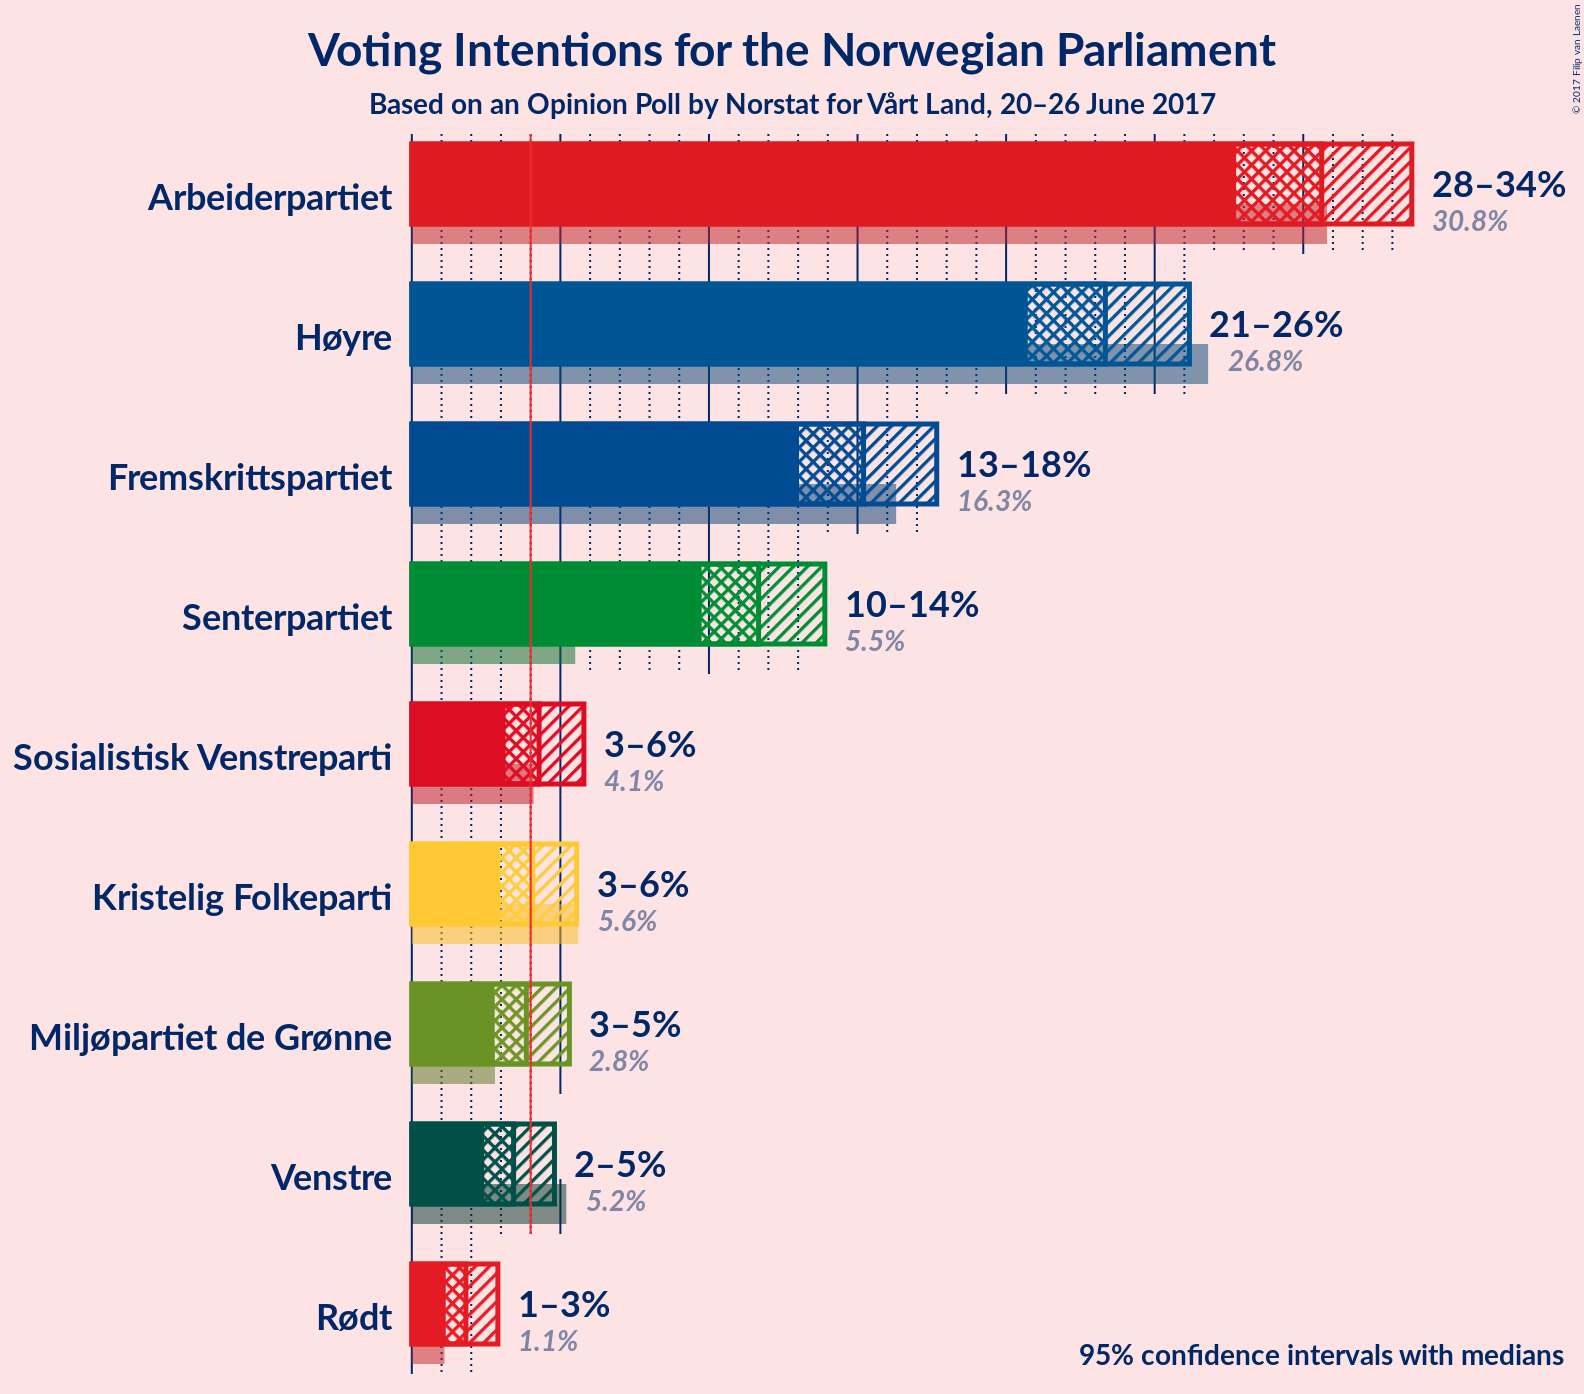 Voting Intentions for the Norwegian Parliament
Based on an Opinion Poll by Norstat for Vårt Land, 20–26 June 2017
© 2017 Filip van Laenen
Arbeiderpartiet
28–34%
30.8%
Høyre
21–26%
26.8%
Fremskrittspartiet
13–18%
16.3%
Senterpartiet
10–14%
5.5%
Sosialistisk Venstreparti
3–6%
4.1%
Kristelig Folkeparti
3–6%
5.6%
Miljøpartiet de Grønne
3–5%
2.8%
Venstre
2–5%
5.2%
Rødt
1–3%
1.1%
95% confidence intervals with medians